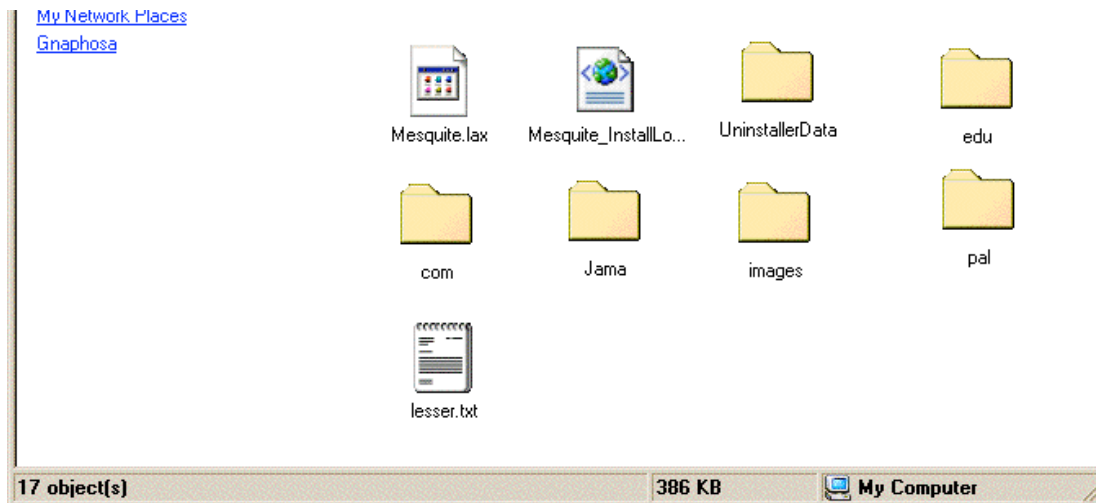 My Network Places
Gnaphosa
Mesquite.lax
Mesquite_InstallLo...
UninstallerData
edu
com
Jama
images
pal
lesser.txt
17 object(s)
386 KB
My Computer